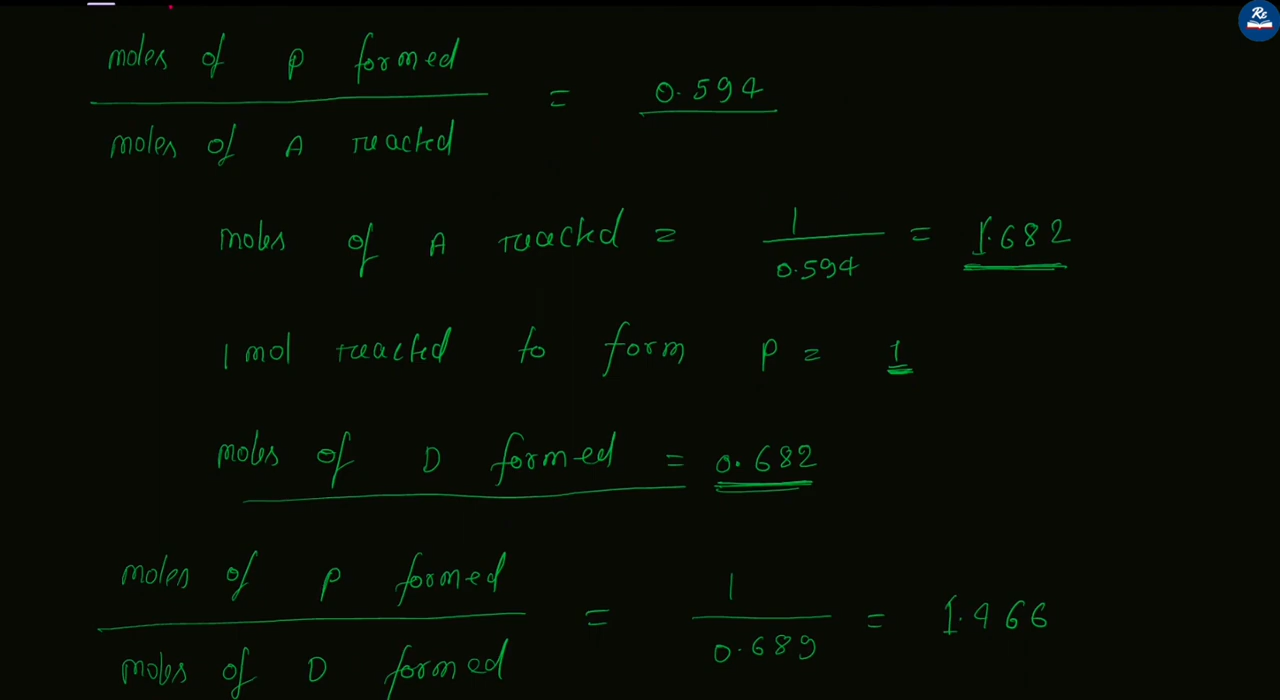 Re
moles of P formed
moles of A reacted
= 0.594
moles of A reacted = 1 / 0.594 = 1.682
1 mol reacted to form P = 1
moles of D formed = 0.682
moles of P formed
moles of D formed
= 1 / 0.689 = 1.466